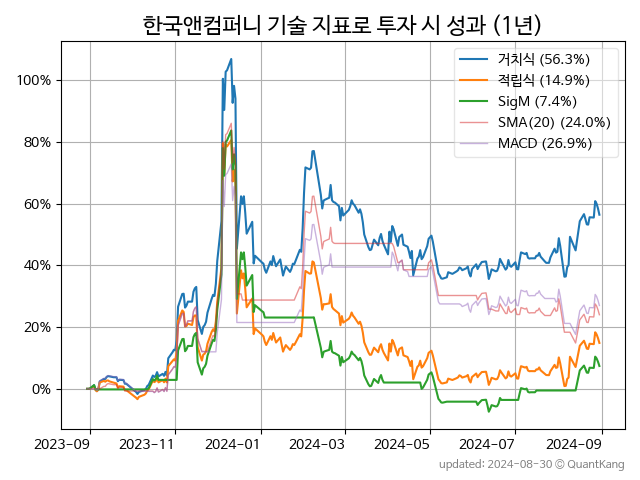 한국앤컴퍼니 기술 지표로 투자 시 성과 (1년)
거치식 (56.3%)
적립식 (14.9%)
SigM (7.4%)
SMA(20) (24.0%)
MACD (26.9%)
100%
80%
60%
40%
20%
0%
2023-09 2023-11 2024-01 2024-03 2024-05 2024-07 2024-09
updated: 2024-08-30 © QuantKang